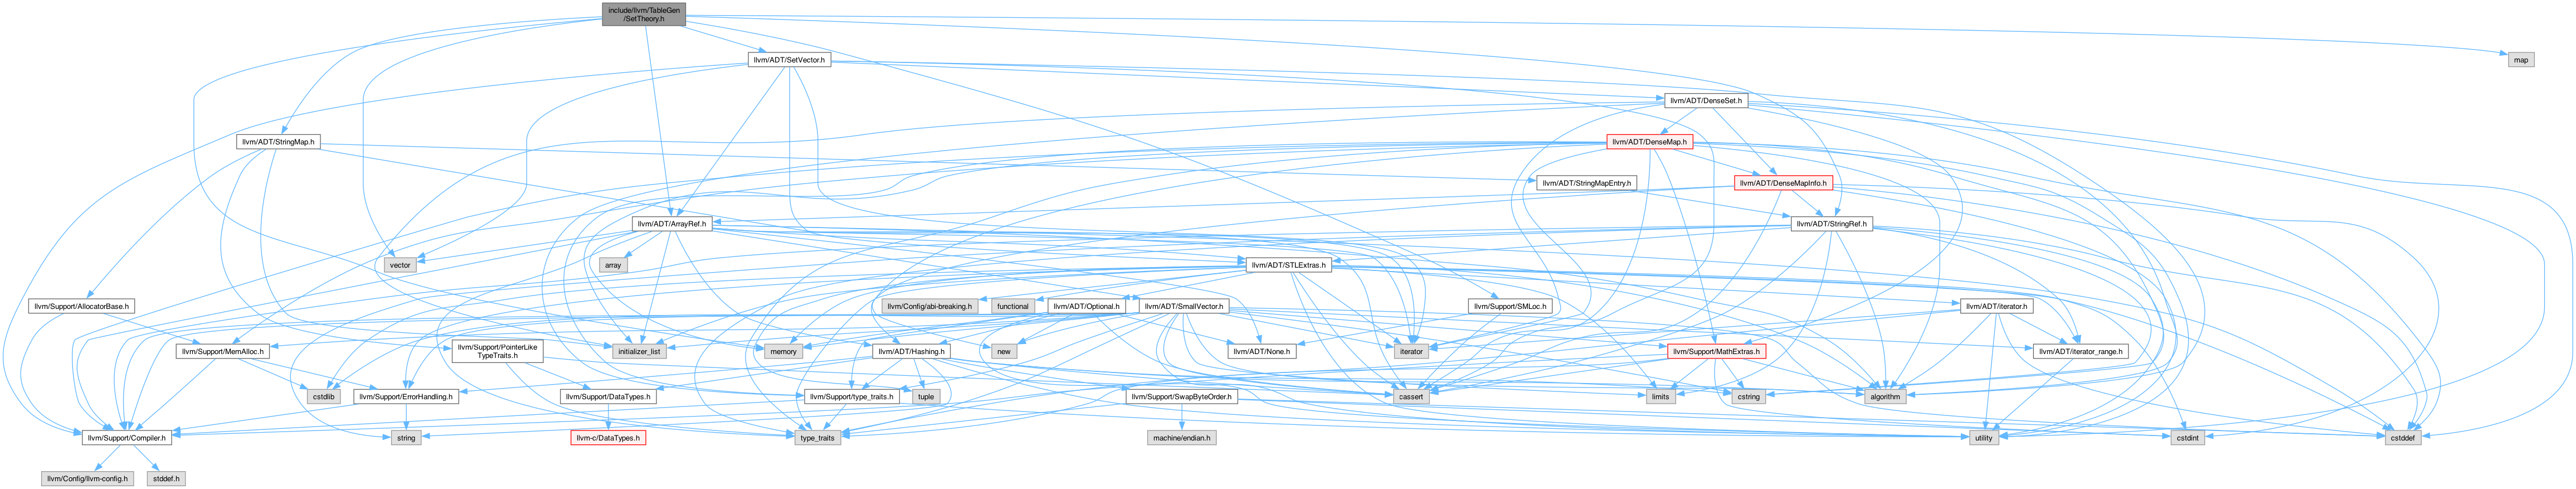 include/llvm/TableGen
/SetTheory.h
llvm/ADT/SetVector.h
map
llvm/ADT/DenseSet.h
llvm/ADT/StringMap.h
llvm/ADT/DenseMap.h
llvm/ADT/StringMapEntry.h
llvm/ADT/DenseMapInfo.h
llvm/ADT/ArrayRef.h
llvm/ADT/StringRef.h
vector
array
llvm/ADT/STLExtras.h
llvm/Support/AllocatorBase.h
llvm/Config/abi-breaking.h
functional
llvm/ADT/Optional.h
llvm/ADT/SmallVector.h
llvm/Support/SMLoc.h
llvm/ADT/iterator.h
llvm/Support/MemAlloc.h
llvm/Support/PointerLike
TypeTraits.h
initializer_list
memory
llvm/ADT/Hashing.h
new
llvm/ADT/None.h
iterator
llvm/Support/MathExtras.h
llvm/ADT/iterator_range.h
cstdlib
llvm/Support/ErrorHandling.h
llvm/Support/DataTypes.h
llvm/Support/type_traits.h
tuple
llvm/Support/SwapByteOrder.h
cassert
limits
cstring
algorithm
llvm/Support/Compiler.h
string
llvm-c/DataTypes.h
type_traits
machine/endian.h
utility
cstdint
cstddef
llvm/Config/llvm-config.h
stddef.h